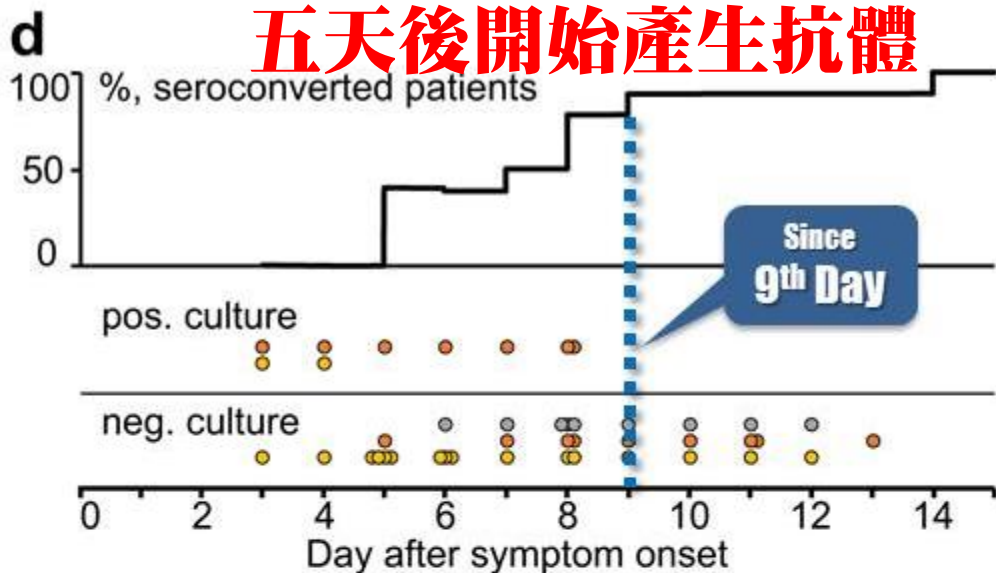 d
五天後開始產生抗體
100
%, seroconverted patients
50
0
Since
9th Day
pos. culture
neg. culture
0 2 4 6 8 10 12 14
Day after symptom onset